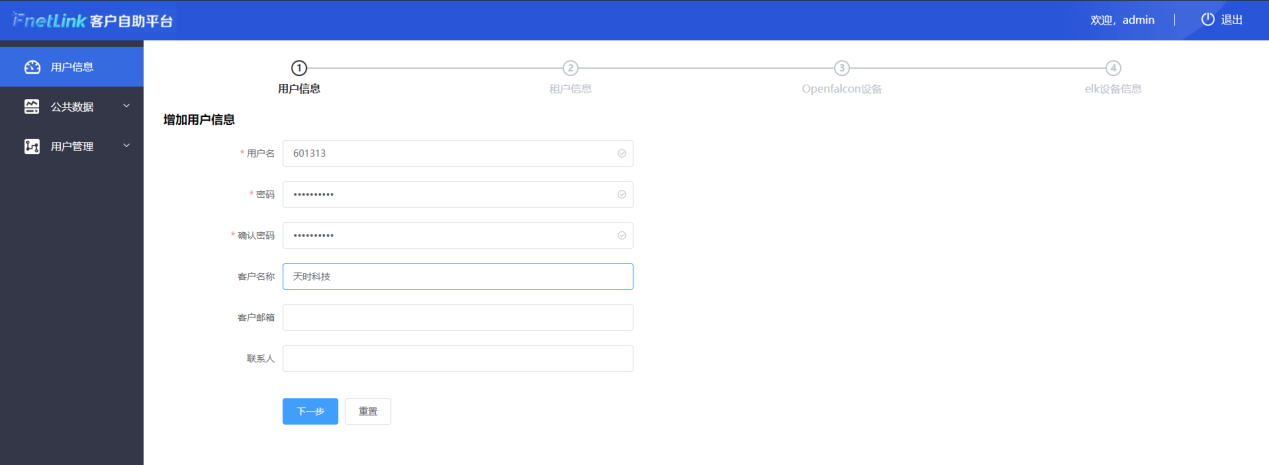 FnetLink 客户自助平台
欢迎，admin
退出
用户信息
公共数据
用户管理
1
2
3
4
用户信息
租户信息
Openfalcon设备
elk设备信息
增加用户信息
* 用户名 601313
* 密码 ••••••••••
* 确认密码 ••••••••••
客户名称 天时科技
客户邮箱
联系人
下一步 重置